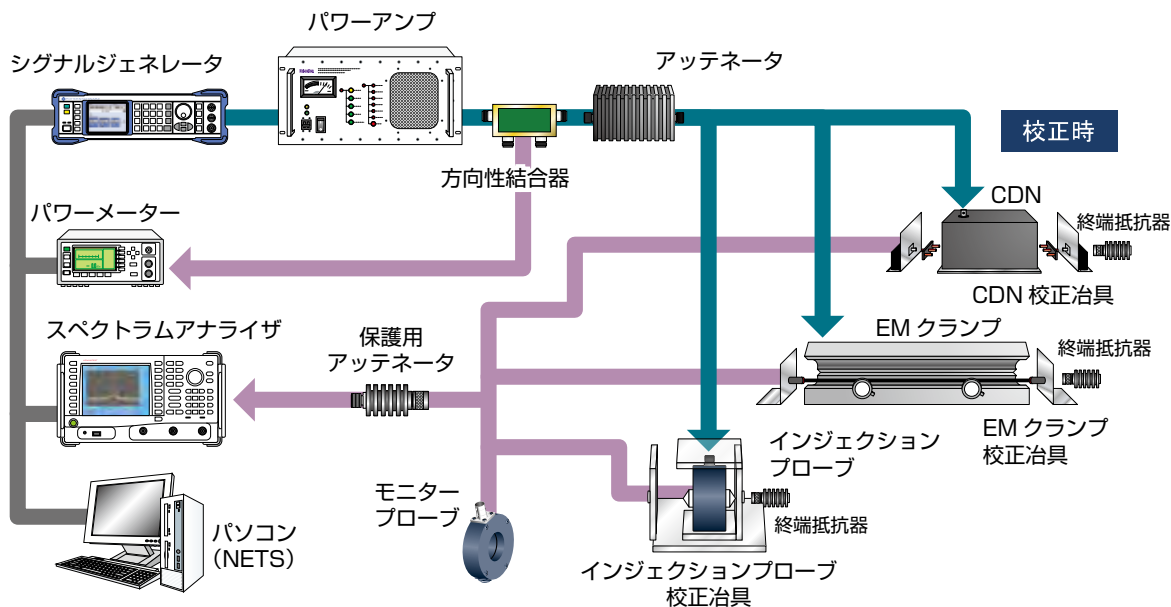 パワーアンプ
シグナルジェネレータ
アッテネータ
校正時
方向性結合器
CDN
パワーメーター
終端抵抗器
CDN 校正冶具
スペクトラムアナライザ
保護用
アッテネータ
EM クランプ
終端抵抗器
EM クランプ
校正冶具
インジェクション
プローブ
モニター
プローブ
終端抵抗器
パソコン
（NETS）
インジェクションプローブ
校正冶具